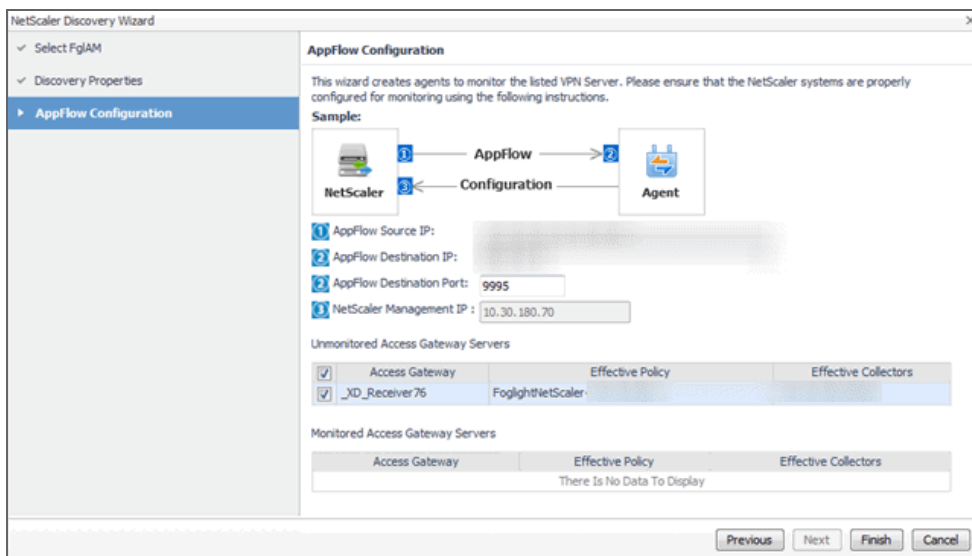 NetScaler Discovery Wizard
Select FglAM
Discovery Properties
AppFlow Configuration
AppFlow Configuration
This wizard creates agents to monitor the listed VPN Server. Please ensure that the NetScaler systems are properly
configured for monitoring using the following instructions.
Sample:
1 AppFlow 2
3 Configuration
NetScaler Agent
1 AppFlow Source IP:
2 AppFlow Destination IP:
2 AppFlow Destination Port: 9995
3 NetScaler Management IP : 10.30.180.70
Unmonitored Access Gateway Servers
Access Gateway Effective Policy Effective Collectors
_XD_Receiver76 FoglightNetScaler-
Monitored Access Gateway Servers
Access Gateway Effective Policy Effective Collectors
There Is No Data To Display
Previous Next Finish Cancel